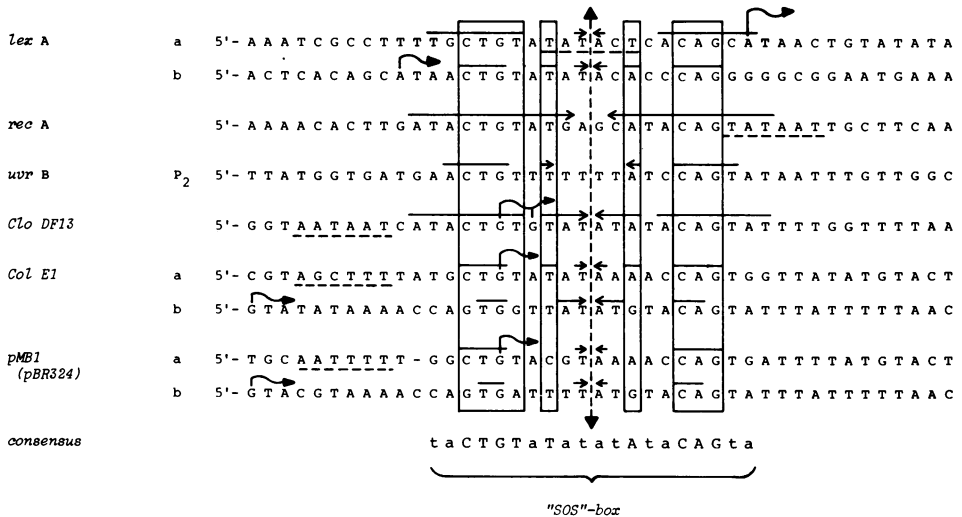 lex A a 5'- A A A T C G C C T T T T G C T G T A T A T A C T C A C A G C A T A A C T G T A T A T A
b 5'- A C T C A C A G C A T A A C T G T A T A T A C A C C C A G G G G G C G G A A T G A A A
rec A 5'- A A A A C A C T T G A T A C T G T A T G A G C A T A C A G T A T A A T T G C T T C A A
uvr B P2 5'- T T A T G G T G A T G A A C T G T T T T T T T A T C C A G T A T A A T T T G T T G G C
Clo DF13 5'- G G T A A T A A T C A T A C T G T G T A T A T A T A C A G T A T T T T G G T T T T A A
Col E1 a 5'- C G T A G C T T T T A T G C T G T A T A T A A A A C C A G T G G T T A T A T G T A C T
b 5'- G T A T A T A A A A C C A G T G G T T A T A T G T A C A G T A T T T A T T T T T A A C
pMB1 a 5'- T G C A A T T T T T - G G C T G T A C G T A A A A C C A G T G A T T T T A T G T A C T
(pBR324)
b 5'- G T A C G T A A A A C C A G T G A T T T T A T G T A C A G T A T T T A T T T T T A A C
consensus t a C T G T a T a t a t A t a C A G t a
"SOS"-box